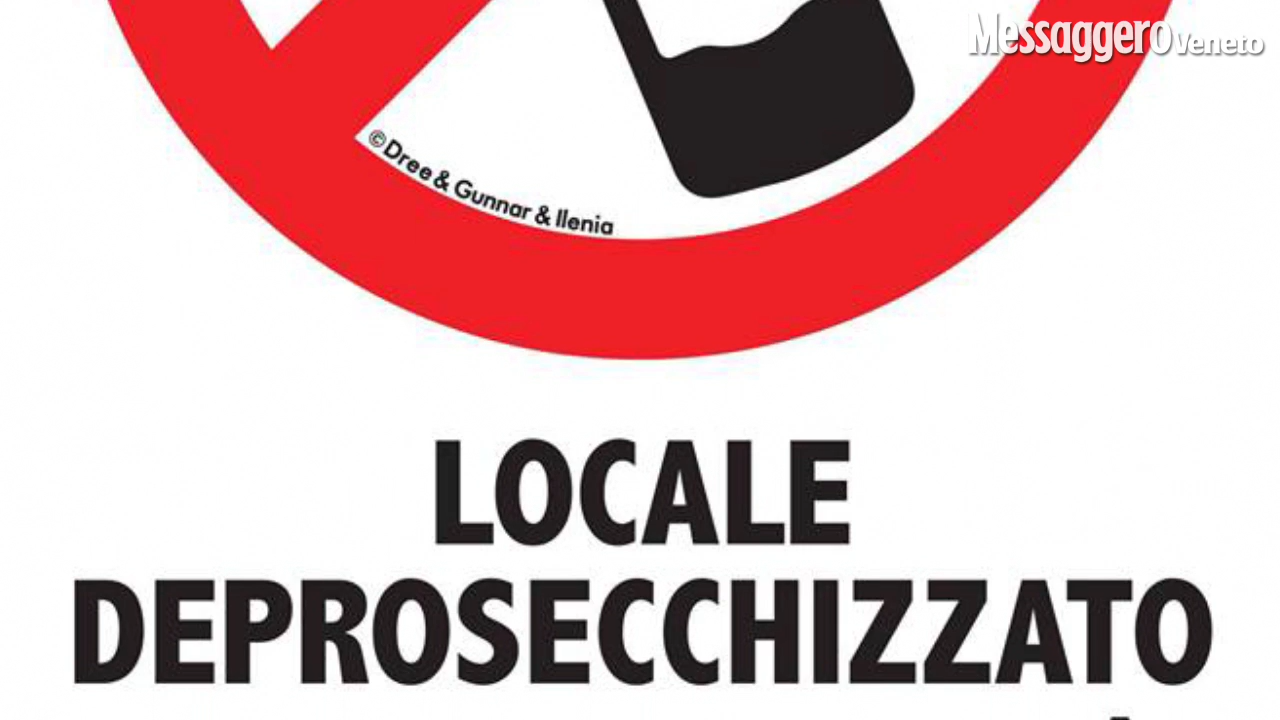 Messaggero Veneto
©Dree & Gunnar & Ilenia
LOCALE
DEPROSECCHIZZATO